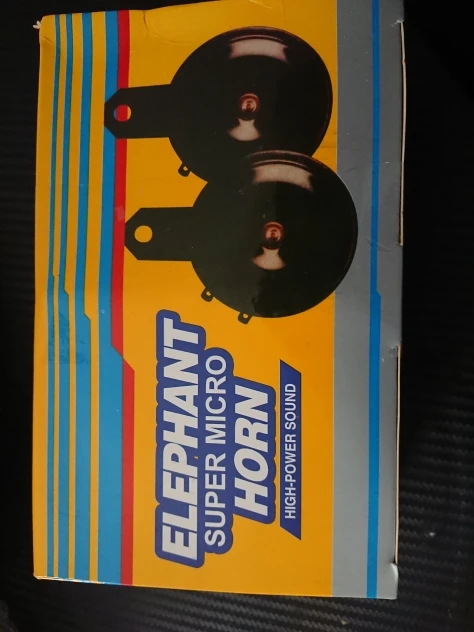 ELEPHANT
SUPER MICRO
HORN
HIGH-POWER SOUND